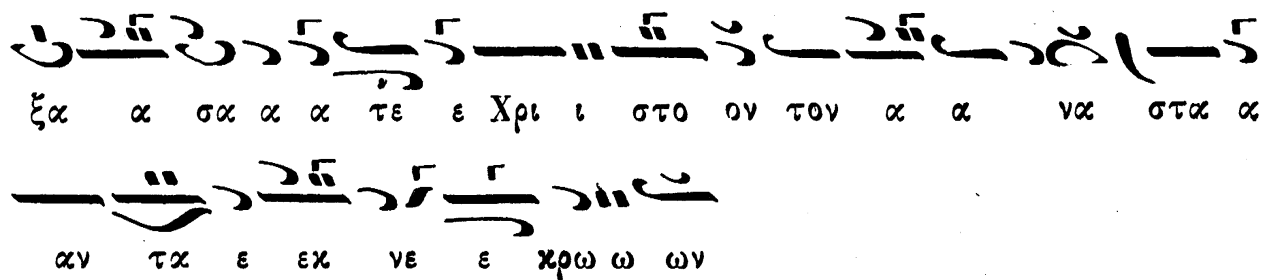 ξα α σα α α τε ε Χρι ι στο ον τον α α να στα α
αν τα ε εκ νε ε κρω ω ων